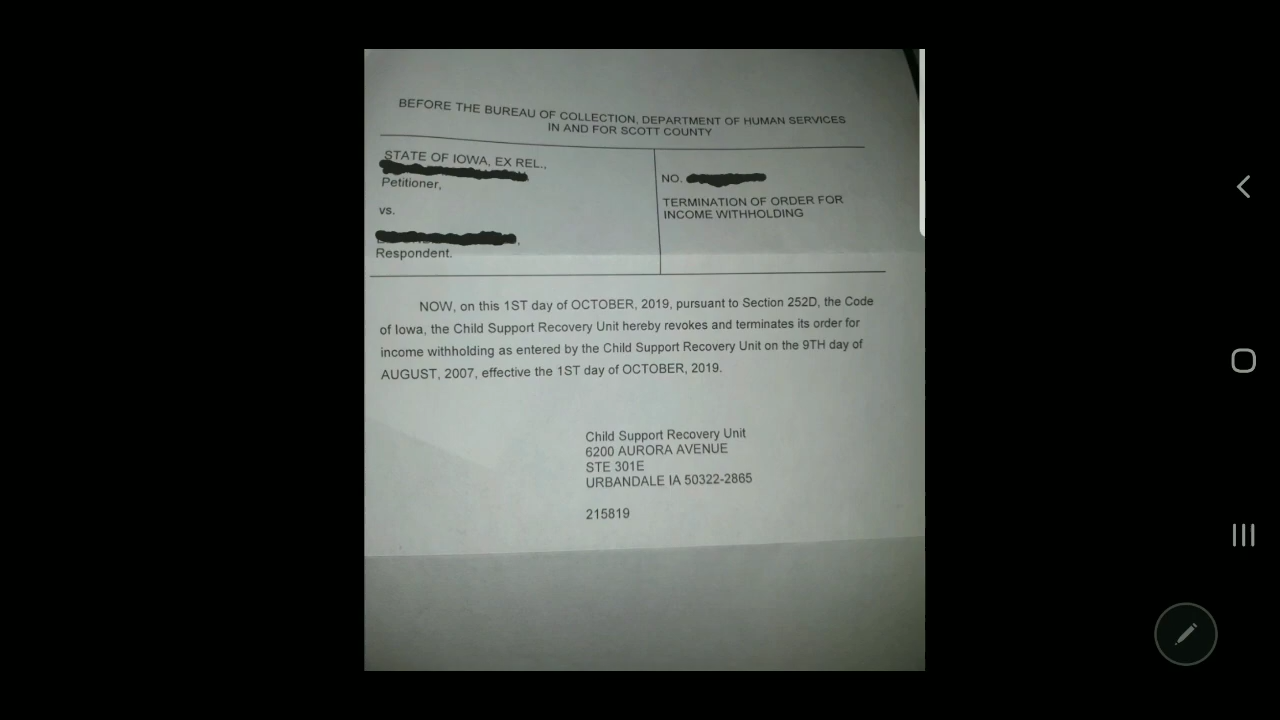 BEFORE THE BUREAU OF COLLECTION, DEPARTMENT OF HUMAN SERVICES
IN AND FOR SCOTT COUNTY
STATE OF IOWA, EX REL.,
Petitioner,
vs.
Respondent.
NO.
TERMINATION OF ORDER FOR
INCOME WITHHOLDING
NOW, on this 1ST day of OCTOBER, 2019, pursuant to Section 252D, the Code
of Iowa, the Child Support Recovery Unit hereby revokes and terminates its order for
income withholding as entered by the Child Support Recovery Unit on the 9TH day of
AUGUST, 2007, effective the 1ST day of OCTOBER, 2019.
Child Support Recovery Unit
6200 AURORA AVENUE
STE 301E
URBANDALE IA 50322-2865
215819